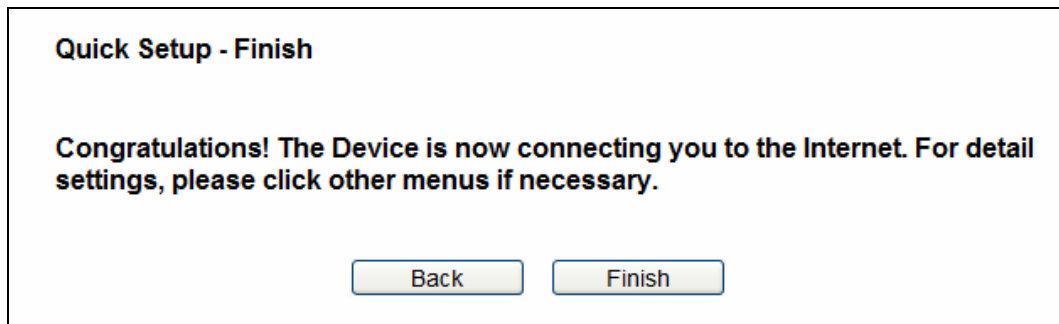 Quick Setup - Finish
Congratulations! The Device is now connecting you to the Internet. For detail
settings, please click other menus if necessary.
Back Finish